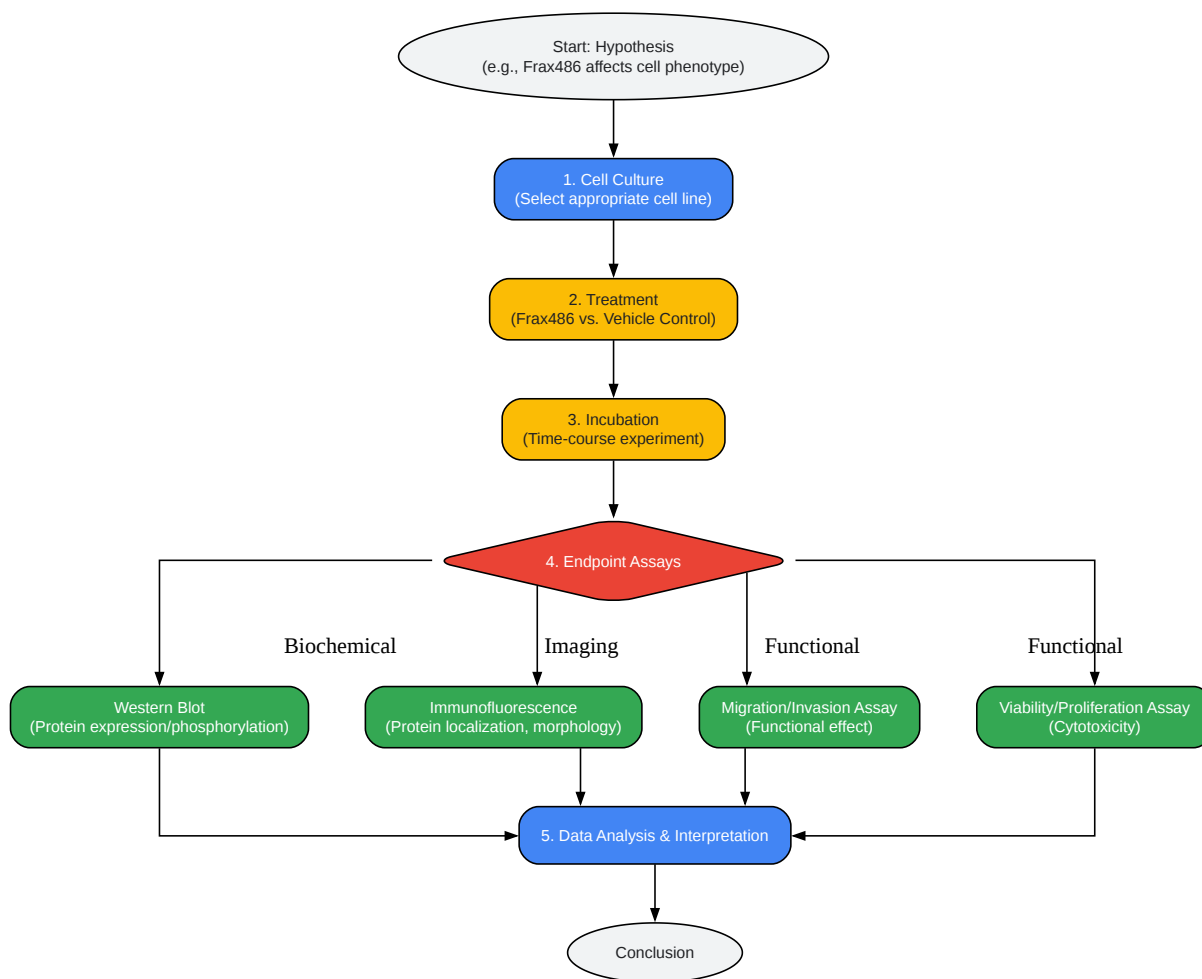 Start: Hypothesis
(e.g., Frax486 affects cell phenotype)
1. Cell Culture
(Select appropriate cell line)
2. Treatment
(Frax486 vs. Vehicle Control)
3. Incubation
(Time-course experiment)
4. Endpoint Assays
Biochemical
Imaging
Functional
Functional
Western Blot
(Protein expression/phosphorylation)
Immunofluorescence
(Protein localization, morphology)
Migration/Invasion Assay
(Functional effect)
Viability/Proliferation Assay
(Cytotoxicity)
5. Data Analysis & Interpretation
Conclusion